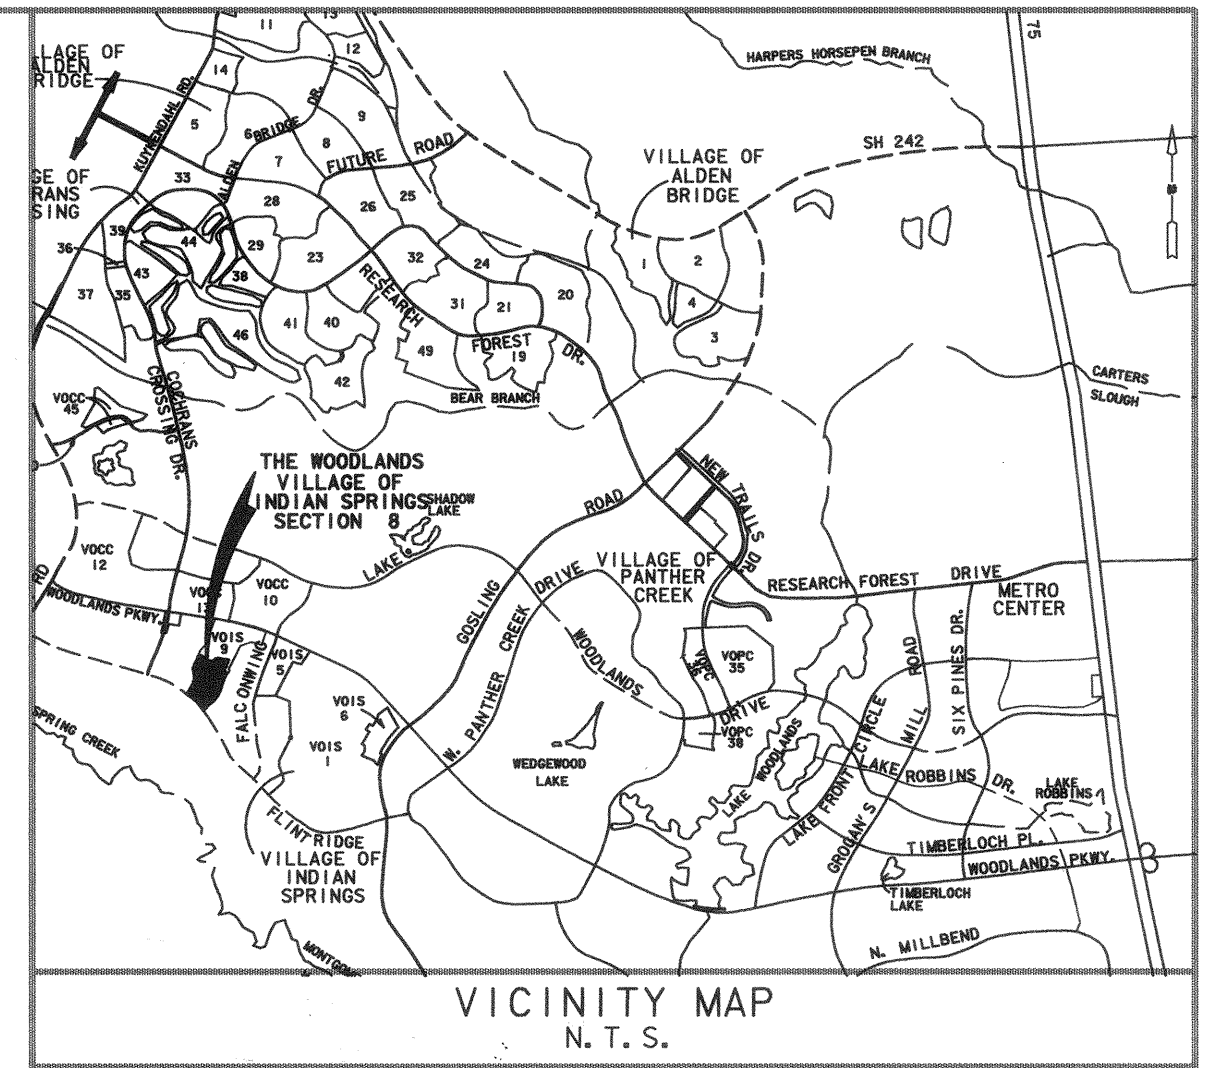 11
13
12
75
HARPERS HORSEPEN BRANCH
LLAGE OF
ALDEN
RIDGE
14
KUYKENDAHL RD.
5
6
BRIDGE
DR.
9
8
7
ALDEN
FUTURE ROAD
SH 242
VILLAGE OF
ALDEN
BRIDGE
GE OF
RANS
SING
33
28
26
25
39
44
29
23
32
24
36
43
38
37
35
41
40
46
31
21
20
1
2
4
3
RESEARCH
FOREST
DR.
19
49
42
BEAR BRANCH
CARTERS
SLOUGH
VOCC
45
COCHRANS
CROSSING DR.
THE WOODLANDS
VILLAGE OF
INDIAN SPRINGS
SECTION 8
SHADOW
LAKE
LAKE
GOSLING
ROAD
NEW TRAILS DR.
VOCC
12
RD
WOODLANDS PKWY.
VOCC
10
VILLAGE OF
PANTHER
CREEK
RESEARCH FOREST DRIVE
METRO
CENTER
W. PANTHER CREEK DRIVE
WOODLANDS
DRIVE
VOIS
9
VOIS
5
FALCONWING
VOIS
6
VOIS
1
VOPC
36
VOPC
35
VOPC
38
SPRING CREEK
WEDGEWOOD
LAKE
LAKE WOODLANDS
LAKE FRONT CIRCLE
GROGAN'S MILL ROAD
SIX PINES DR.
LAKE ROBBINS DR.
LAKE
ROBBINS
FLINTRIDGE
VILLAGE OF
INDIAN
SPRINGS
TIMBERLOCH PL.
WOODLANDS PKWY.
TIMBERLOCH
LAKE
N. MILLBEND
VICINITY MAP
N. T. S.